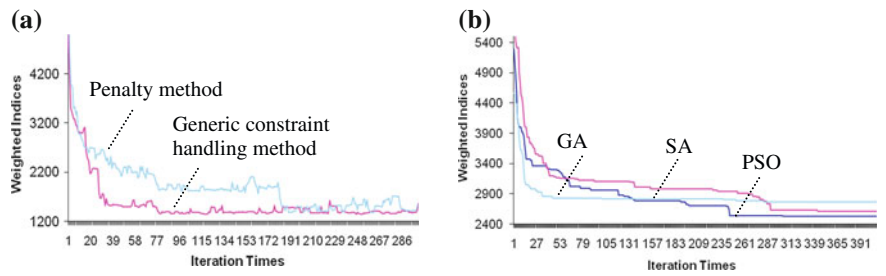 (a)
Weighted Indices
4200
3200
2200
1200
Penalty method
Generic constraint
handling method
1 20 39 58 77 96 115 134 153 172 191 210 229 248 267 286
Iteration Times
(b)
Weighted Indices
5400
4900
4400
3900
3400
2900
2400
GA
SA
PSO
1 27 53 79 105 131 157 183 209 235 261 287 313 339 365 391
Iteration Times